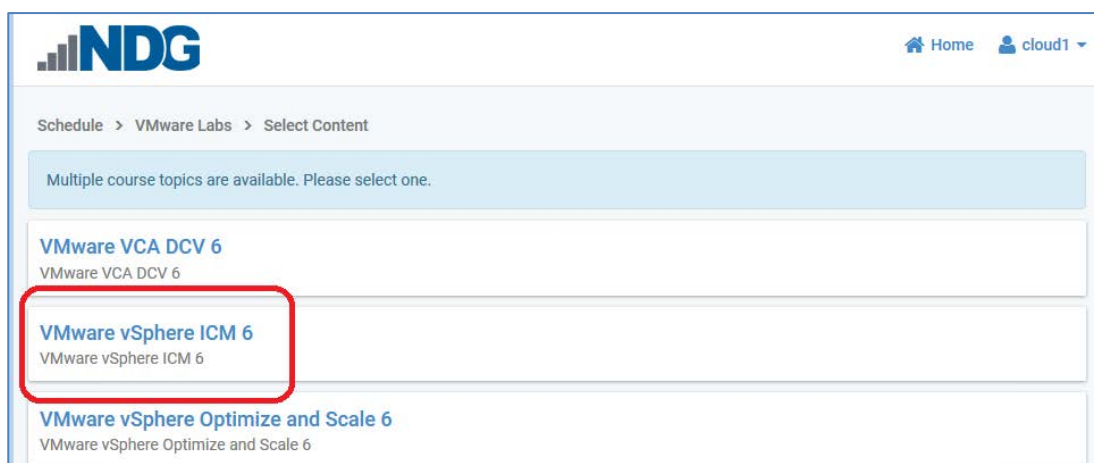 NDG
Home cloud1
Schedule > VMware Labs > Select Content
Multiple course topics are available. Please select one.
VMware VCA DCV 6
VMware VCA DCV 6
VMware vSphere ICM 6
VMware vSphere ICM 6
VMware vSphere Optimize and Scale 6
VMware vSphere Optimize and Scale 6